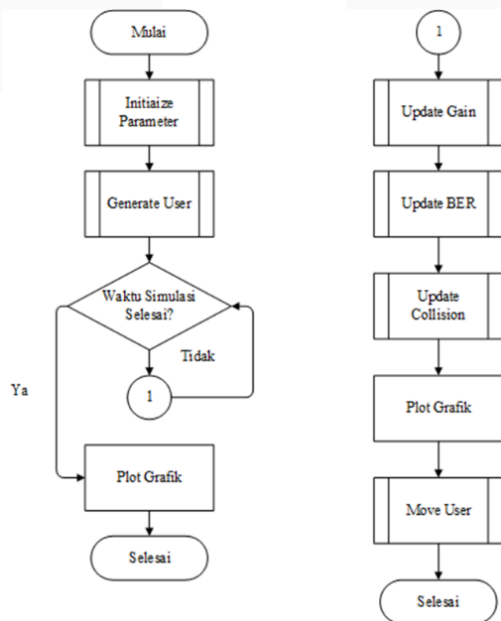 Mulai
Initiaize
Parameter
Generate User
Waktu Simulasi
Selesai?
Tidak
Ya
1
Plot Grafik
Selesai
1
Update Gain
Update BER
Update
Collision
Plot Grafik
Move User
Selesai